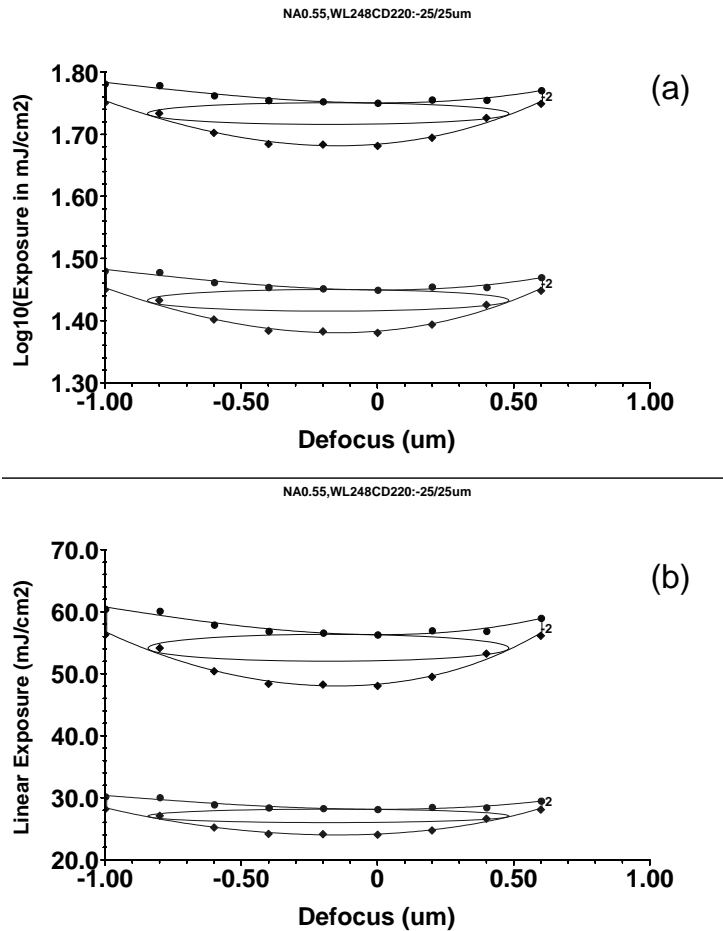 NA0.55,WL248CD220:-25/25um
(a)
Log10(Exposure in mJ/cm2)
1.80
1.70
1.60
1.50
1.40
1.30
2
2
-1.00 -0.50 0 0.50 1.00
Defocus (um)
NA0.55,WL248CD220:-25/25um
(b)
Linear Exposure (mJ/cm2)
70.0
60.0
50.0
40.0
30.0
20.0
2
2
-1.00 -0.50 0 0.50 1.00
Defocus (um)